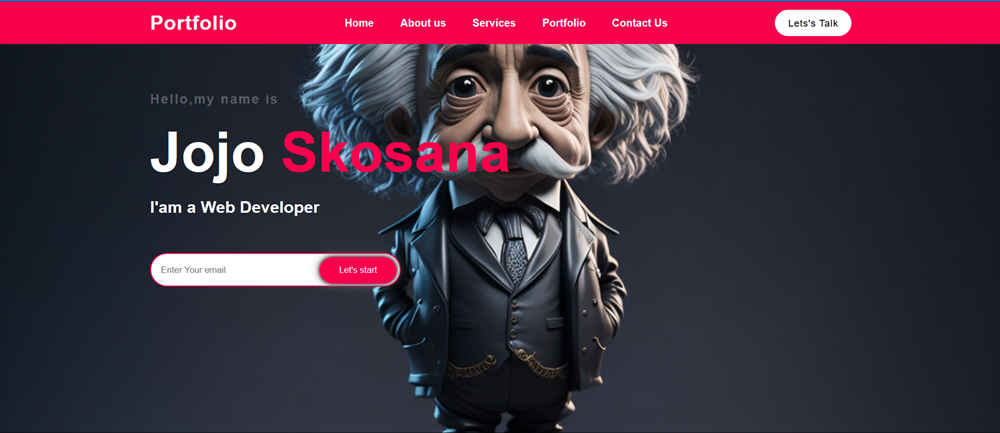 Portfolio
Home About us Services Portfolio Contact Us
Lets's Talk
Hello,my name is
Jojo Skosana
I'am a Web Developer
Enter Your email
Let's start